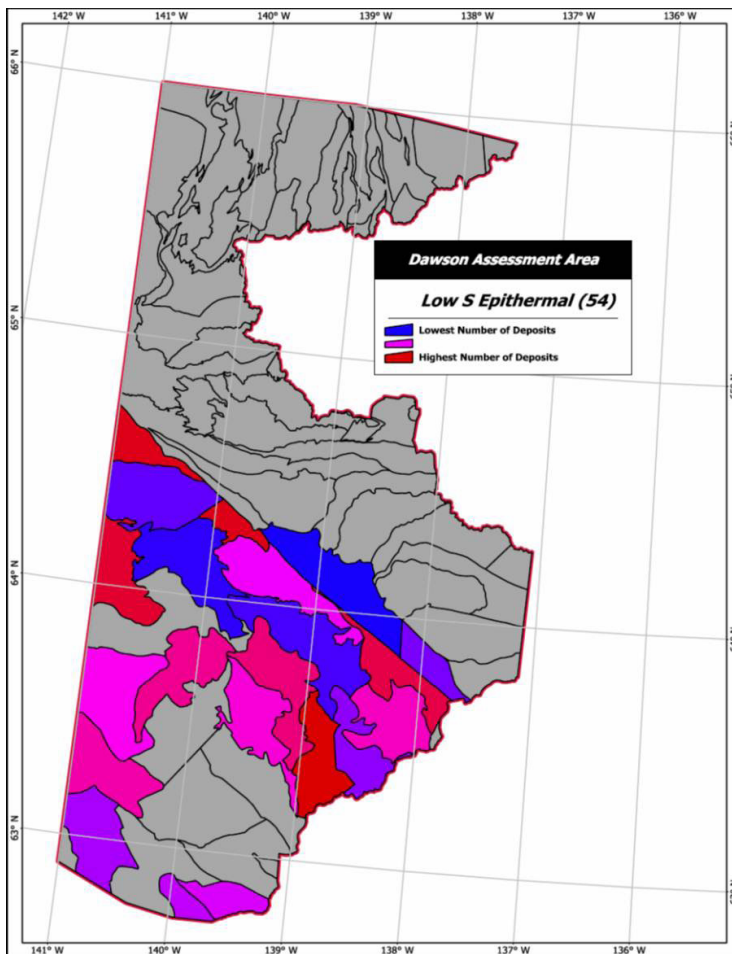 142° W 141° W 140° W 139° W 138° W 137° W 136° W
66° N
Dawson Assessment Area
Low S Epithermal (54)
Lowest Number of Deposits
Highest Number of Deposits
65° N
64° N
63° N
141° W 140° W 139° W 138° W 137° W 136° W